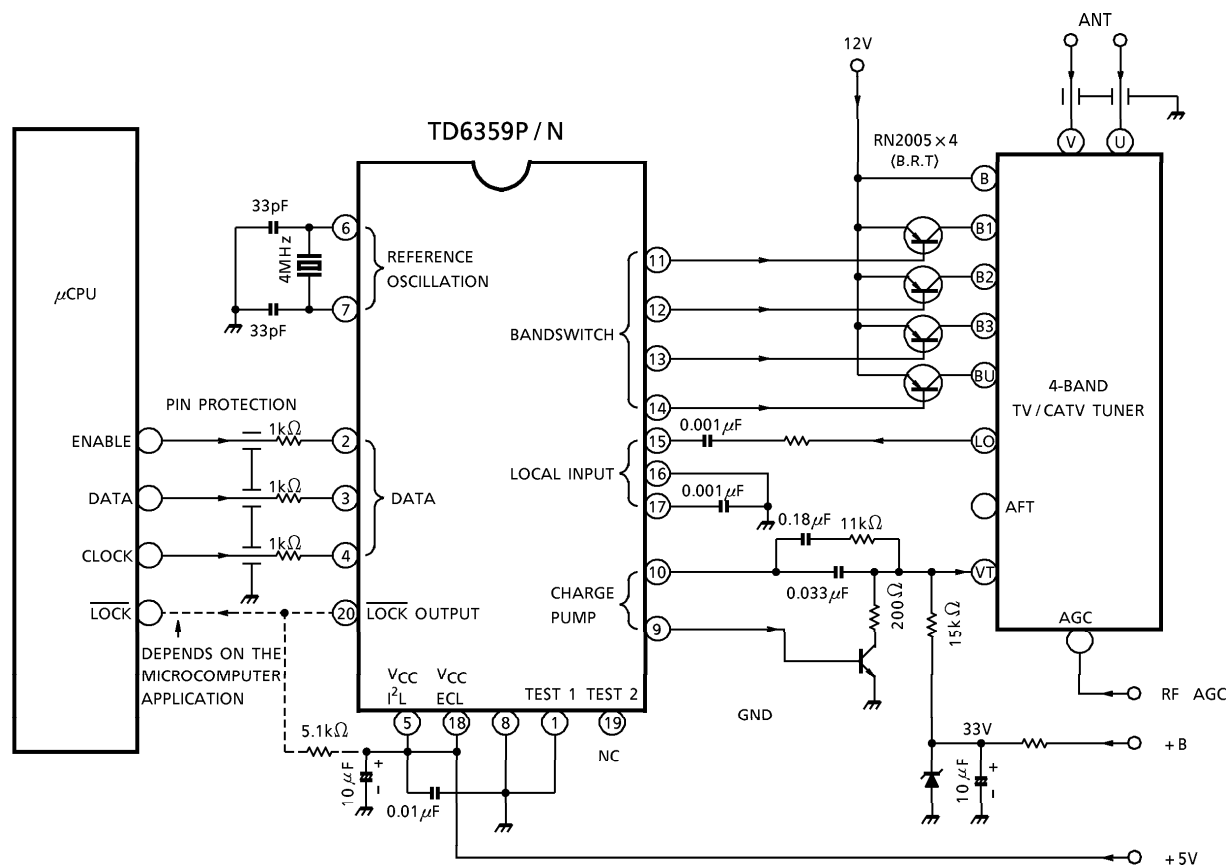 ANT
12V
TD6359P / N
RN2005×4
(B.R.T)
V
U
B
33pF
6
B1
4MHz
REFERENCE
OSCILLATION
11
μCPU
B2
7
33pF
12
BANDSWITCH
B3
13
BU
4-BAND
TV / CATV TUNER
14
PIN PROTECTION
ENABLE
1kΩ
2
15
0.001μF
LO
LOCAL INPUT
16
DATA
1kΩ
3
DATA
17
0.001μF
AFT
0.18μF
11kΩ
CLOCK
1kΩ
4
10
VT
CHARGE
PUMP
0.033μF
200Ω
15kΩ
LOCK
20
LOCK OUTPUT
9
AGC
DEPENDS ON THE
MICROCOMPUTER
APPLICATION
VCC
I2L
VCC
ECL
TEST 1
TEST 2
GND
RF AGC
5
18
8
1
19
NC
5.1kΩ
33V
+B
10μF
+
-
0.01μF
10μF
+
-
+5V